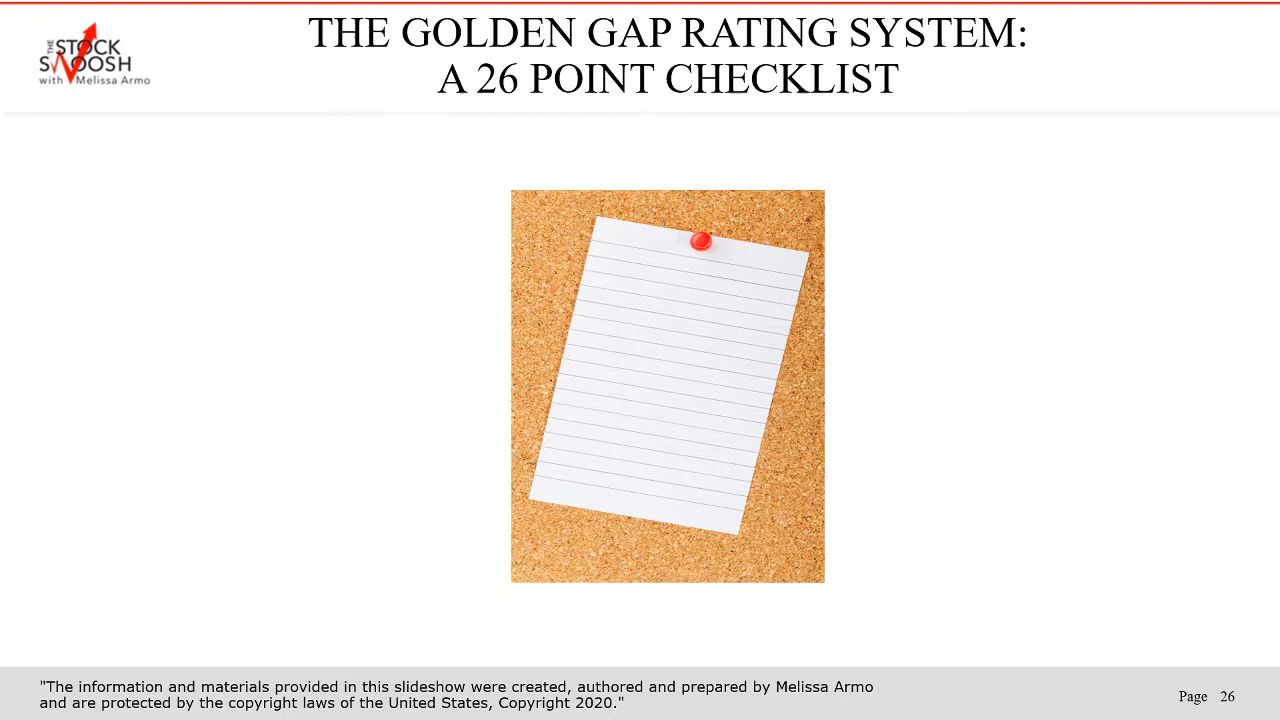 THE STOCK
SWOOSH
with Melissa Armo
THE GOLDEN GAP RATING SYSTEM:
A 26 POINT CHECKLIST
"The information and materials provided in this slideshow were created, authored and prepared by Melissa Armo
and are protected by the copyright laws of the United States, Copyright 2020."
Page 26